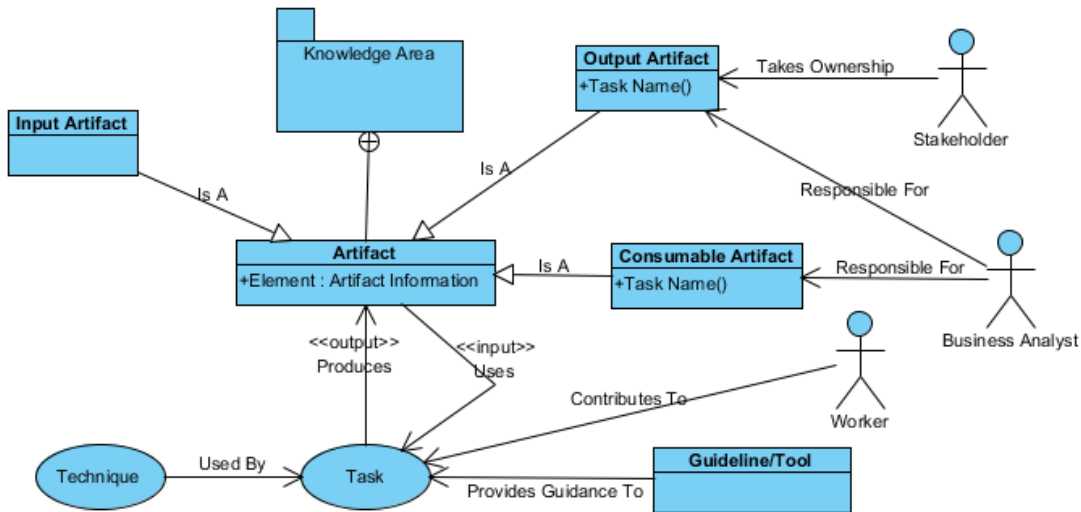 Knowledge Area
Output Artifact
+Task Name()
Takes Ownership
Stakeholder
Input Artifact
Is A
Is A
Responsible For
Artifact
+Element : Artifact Information
Is A
Consumable Artifact
+Task Name()
Responsible For
Business Analyst
<<output>>
Produces
<<input>>
Uses
Contributes To
Worker
Technique
Used By
Task
Provides Guidance To
Guideline/Tool